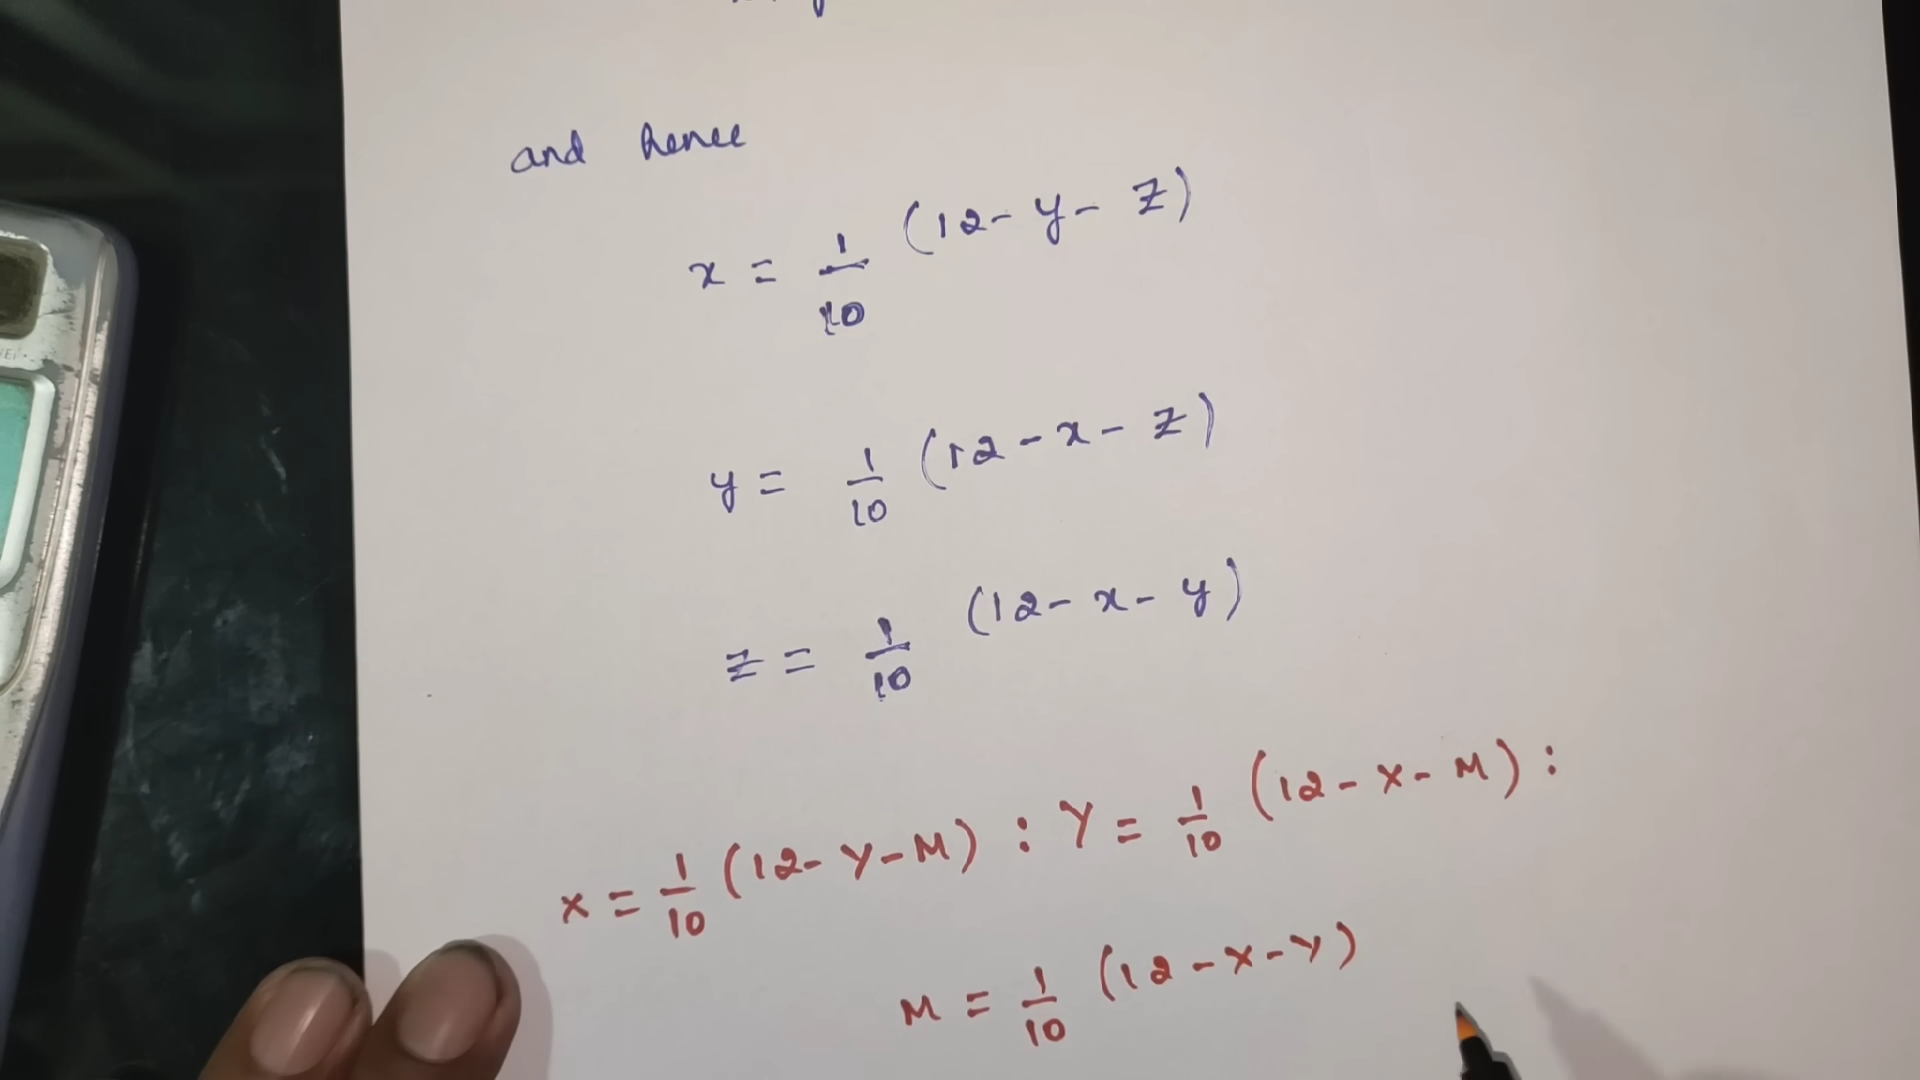 and hence
x = 1/10 (12 - y - z)
y = 1/10 (12 - x - z)
z = 1/10 (12 - x - y)
X = 1/10 (12 - Y - M) : Y = 1/10 (12 - X - M) :
M = 1/10 (12 - X - Y)